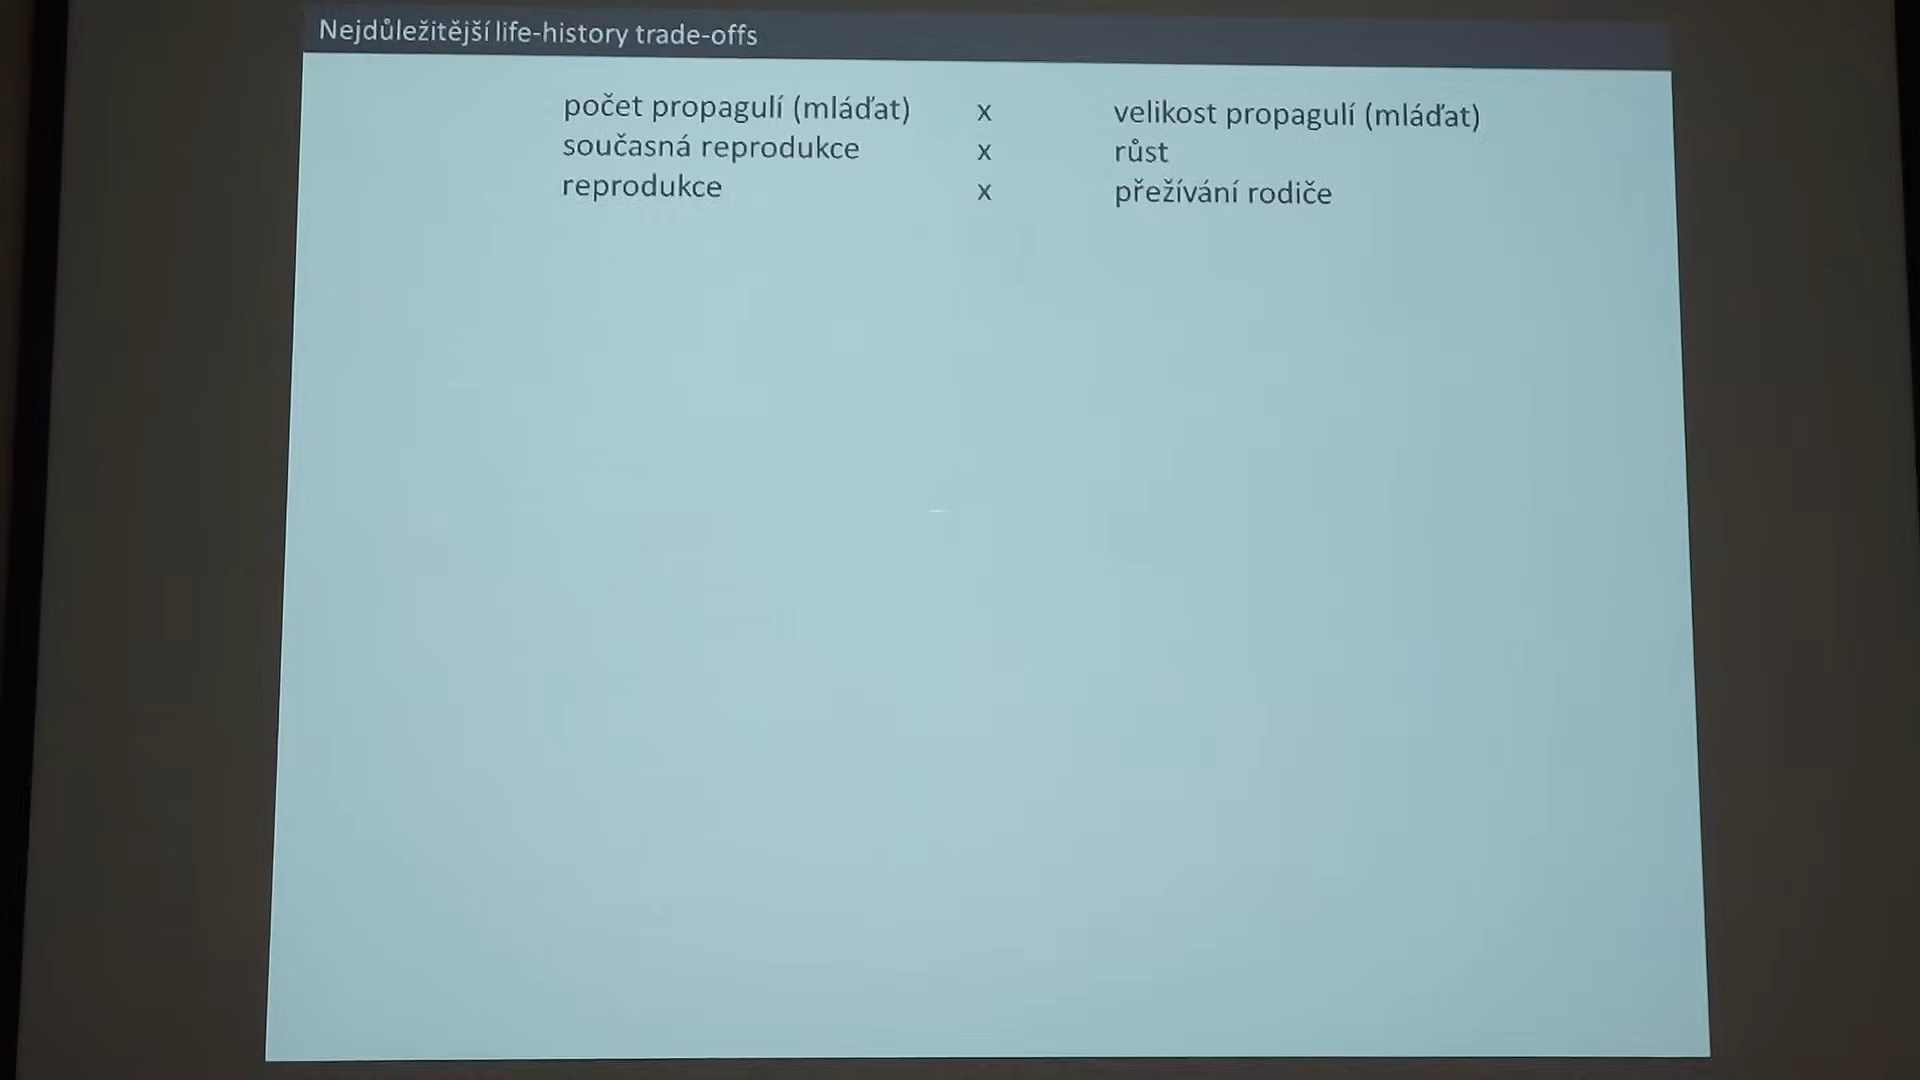 Nejdůležitější life-history trade-offs
počet propagulí (mláďat) x velikost propagulí (mláďat)
současná reprodukce x růst
reprodukce x přežívání rodiče